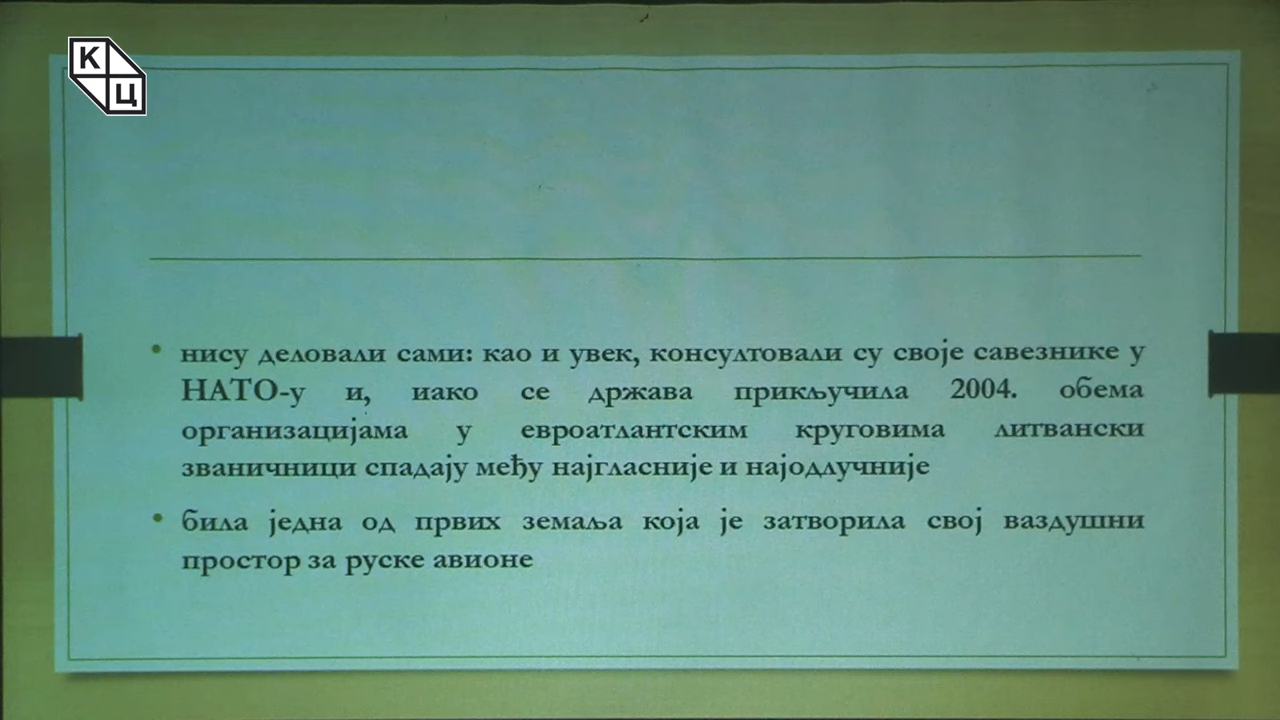 К
Ц
• нису деловали сами: као и увек, консултовали су своје савезнике у
НАТО-у и, иако се држава прикључила 2004. обема
организацијама у евроатлантским круговима литвански
званичници спадају међу најгласније и најодлучније
• била једна од првих земаља која је затворила свој ваздушни
простор за руске авионе